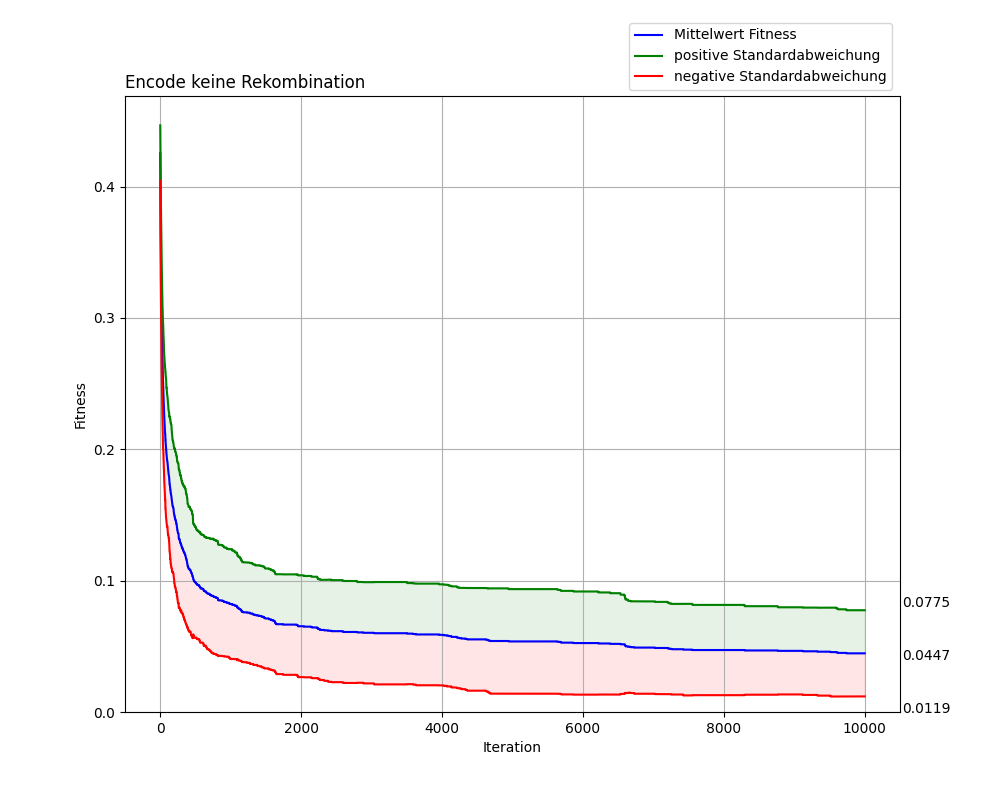 Mittelwert Fitness
positive Standardabweichung
negative Standardabweichung
Encode keine Rekombination
0.4
0.3
0.2
0.1
0.0
Fitness
0.0775
0.0447
0.0119
0 2000 4000 6000 8000 10000
Iteration